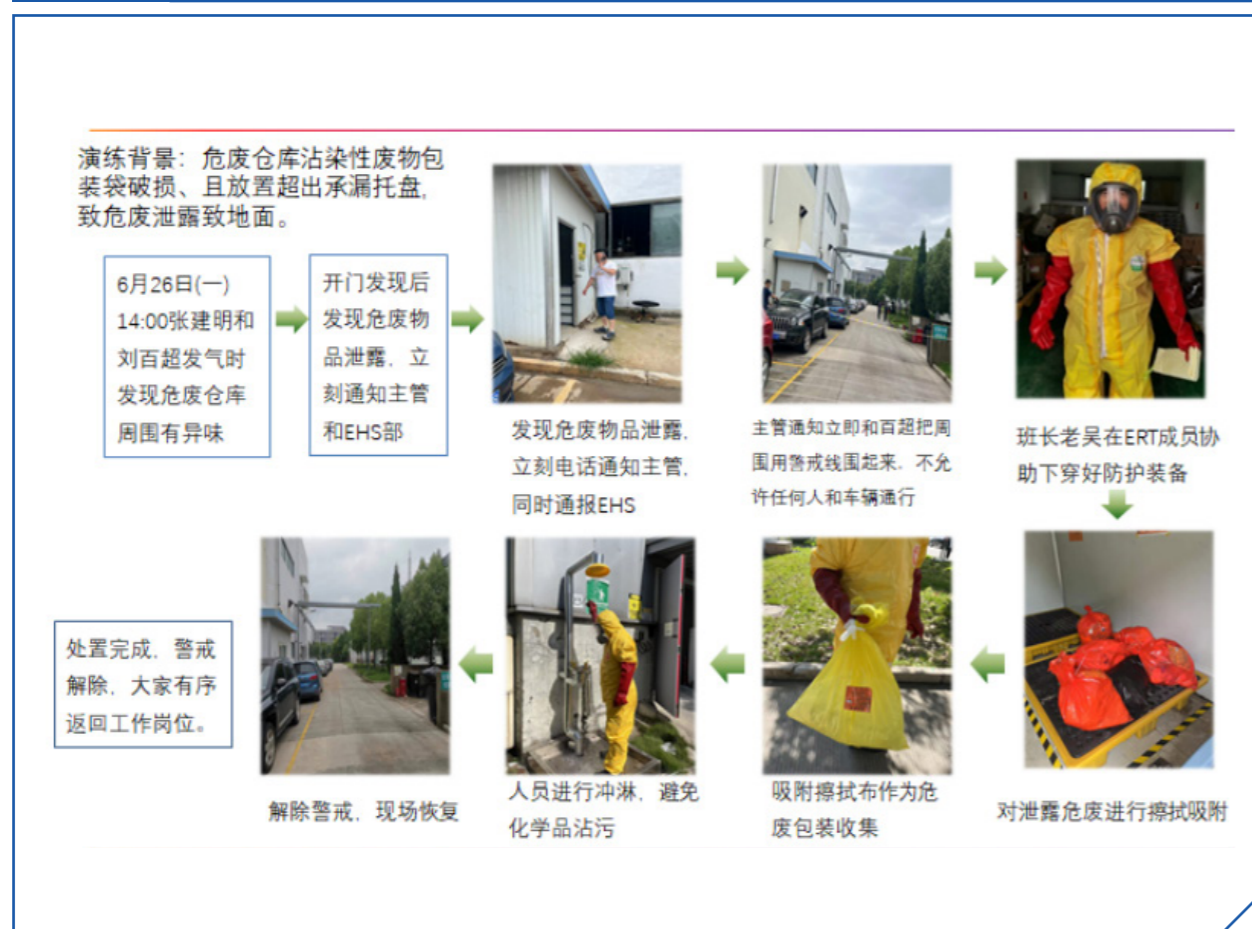 演练背景：危废仓库沾染性废物包
装袋破损、且放置超出承漏托盘,
致危废泄露致地面。
6月26日(一)
14:00张建明和
刘百超发气时
发现危废仓库
周围有异味
开门发现后
发现危废物
品泄露，立
刻通知主管
和EHS部
发现危废物品泄露,
立刻电话通知主管,
同时通报EHS
主管通知立即和百超把周
围用警戒线围起来，不允
许任何人和车辆通行
班长老吴在ERT成员协
助下穿好防护装备
对泄露危废进行擦拭吸附
吸附擦拭布作为危
废包装收集
人员进行冲淋，避免
化学品沾污
解除警戒，现场恢复
处置完成，警戒
解除，大家有序
返回工作岗位。